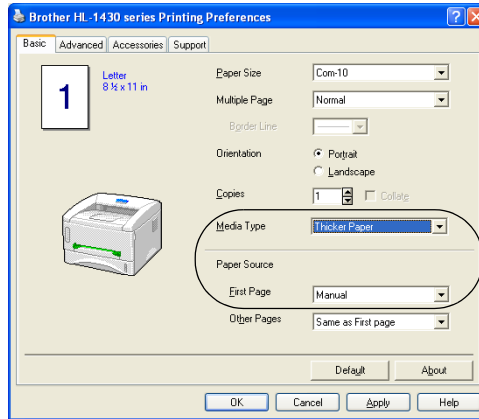 Brother HL-1430 series Printing Preferences
Basic Advanced Accessories Support
1
Letter
8 ½ x 11 in
Paper Size Com-10
Multiple Page Normal
Border Line
Orientation Portrait
Landscape
Copies 1 Collate
Media Type Thicker Paper
Paper Source
First Page Manual
Other Pages Same as First page
Default About
OK Cancel Apply Help